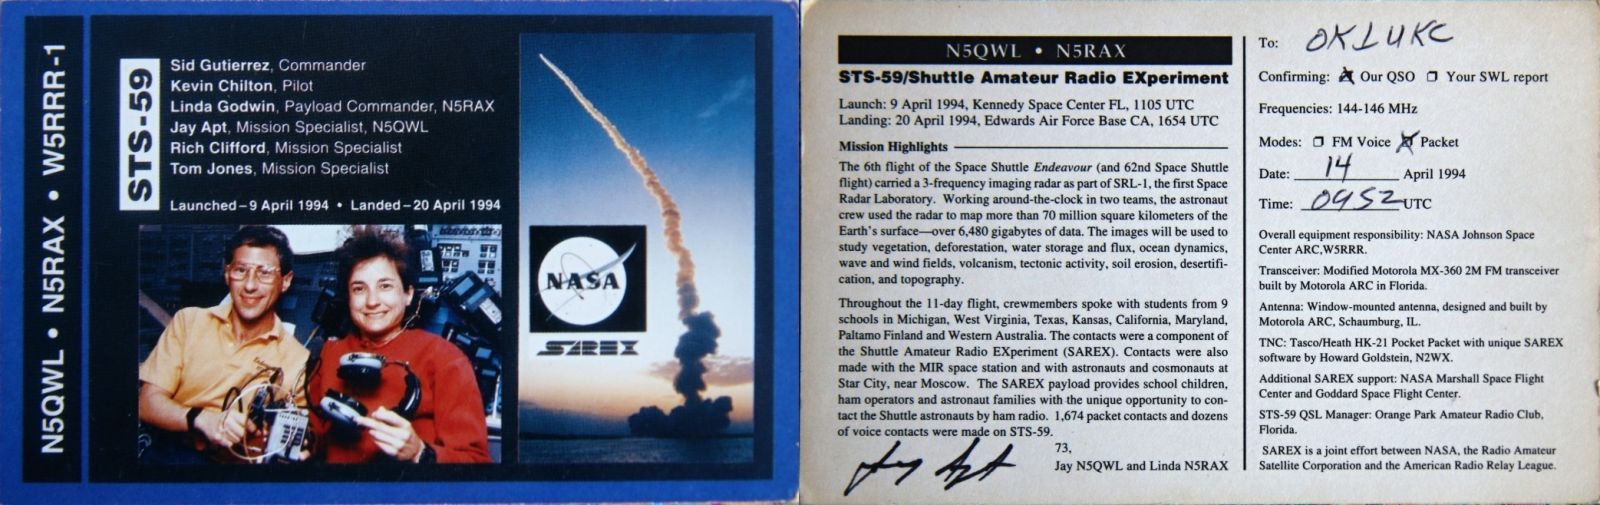 N5QWL • N5RAX • W5RRR-1
STS-59
Sid Gutierrez, Commander
Kevin Chilton, Pilot
Linda Godwin, Payload Commander, N5RAX
Jay Apt, Mission Specialist, N5QWL
Rich Clifford, Mission Specialist
Tom Jones, Mission Specialist
Launched–9 April 1994 • Landed–20 April 1994
NASA
SAREX
N5QWL • N5RAX
STS-59/Shuttle Amateur Radio EXperiment
Launch: 9 April 1994, Kennedy Space Center FL, 1105 UTC
Landing: 20 April 1994, Edwards Air Force Base CA, 1654 UTC
Mission Highlights
The 6th flight of the Space Shuttle Endeavour (and 62nd Space Shuttle
flight) carried a 3-frequency imaging radar as part of SRL-1, the first Space
Radar Laboratory. Working around-the-clock in two teams, the astronaut
crew used the radar to map more than 70 million square kilometers of the
Earth's surface—over 6,480 gigabytes of data. The images will be used to
study vegetation, deforestation, water storage and flux, ocean dynamics,
wave and wind fields, volcanism, tectonic activity, soil erosion, desertifi-
cation, and topography.
Throughout the 11-day flight, crewmembers spoke with students from 9
schools in Michigan, West Virginia, Texas, Kansas, California, Maryland,
Paltamo Finland and Western Australia. The contacts were a component of
the Shuttle Amateur Radio EXperiment (SAREX). Contacts were also
made with the MIR space station and with astronauts and cosmonauts at
Star City, near Moscow. The SAREX payload provides school children,
ham operators and astronaut families with the unique opportunity to con-
tact the Shuttle astronauts by ham radio. 1,674 packet contacts and dozens
of voice contacts were made on STS-59.
73,
Jay Apt
Jay N5QWL and Linda N5RAX
To: OK1UKC
Confirming: Our QSO Your SWL report
Frequencies: 144-146 MHz
Modes: FM Voice Packet
Date: 14 April 1994
Time: 0952 UTC
Overall equipment responsibility: NASA Johnson Space
Center ARC,W5RRR.
Transceiver: Modified Motorola MX-360 2M FM transceiver
built by Motorola ARC in Florida.
Antenna: Window-mounted antenna, designed and built by
Motorola ARC, Schaumburg, IL.
TNC: Tasco/Heath HK-21 Pocket Packet with unique SAREX
software by Howard Goldstein, N2WX.
Additional SAREX support: NASA Marshall Space Flight
Center and Goddard Space Flight Center.
STS-59 QSL Manager: Orange Park Amateur Radio Club,
Florida.
SAREX is a joint effort between NASA, the Radio Amateur
Satellite Corporation and the American Radio Relay League.